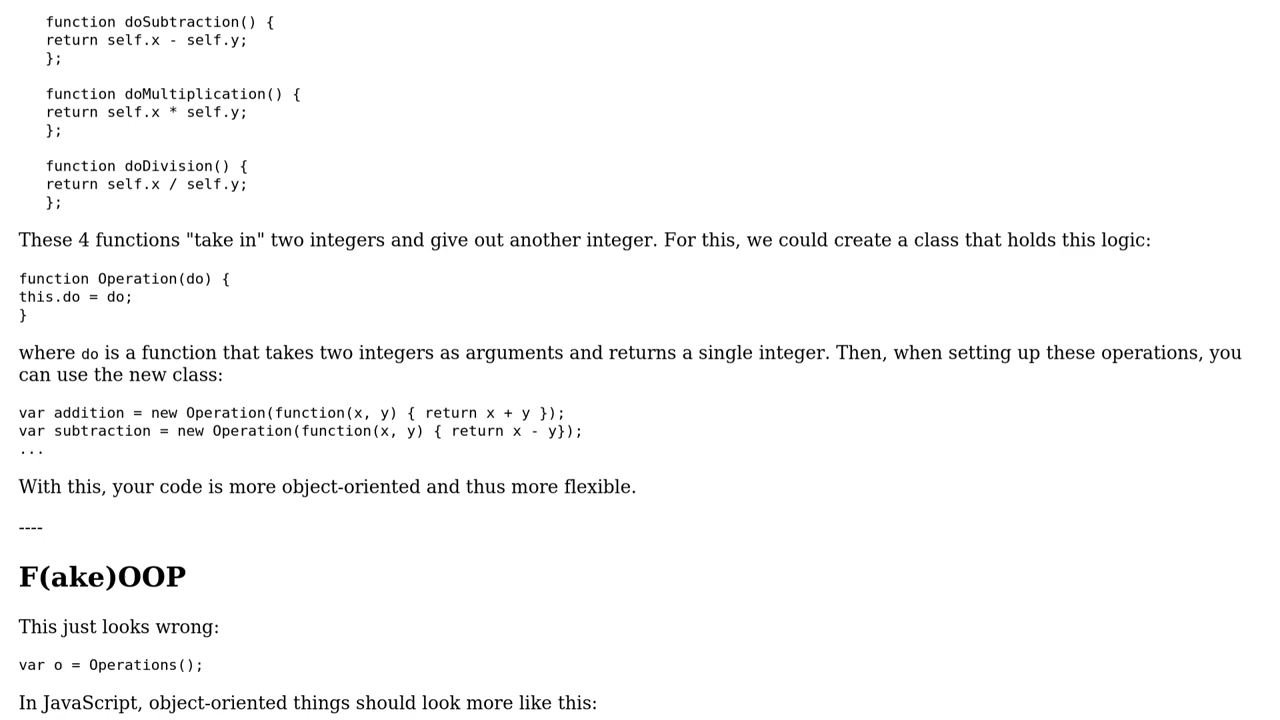 function doSubtraction() {
return self.x - self.y;
};
function doMultiplication() {
return self.x * self.y;
};
function doDivision() {
return self.x / self.y;
};
These 4 functions "take in" two integers and give out another integer. For this, we could create a class that holds this logic:
function Operation(do) {
this.do = do;
}
where do is a function that takes two integers as arguments and returns a single integer. Then, when setting up these operations, you
can use the new class:
var addition = new Operation(function(x, y) { return x + y });
var subtraction = new Operation(function(x, y) { return x - y});
...
With this, your code is more object-oriented and thus more flexible.
----
F(ake)OOP
This just looks wrong:
var o = Operations();
In JavaScript, object-oriented things should look more like this: